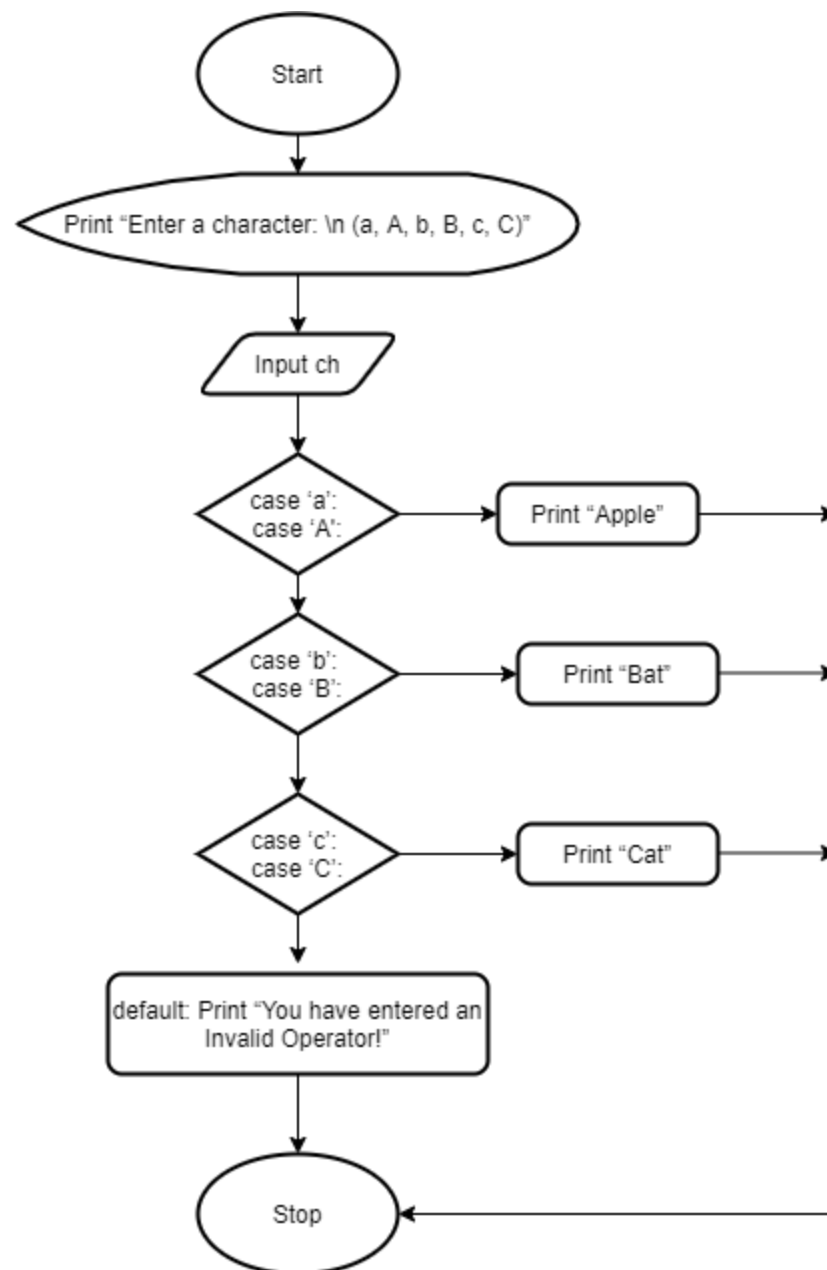 Start
Print “Enter a character: \n (a, A, b, B, c, C)”
Input ch
case ‘a’:
case ‘A’:
Print “Apple”
case ‘b’:
case ‘B’:
Print “Bat”
case ‘c’:
case ‘C’:
Print “Cat”
default: Print “You have entered an
Invalid Operator!”
Stop